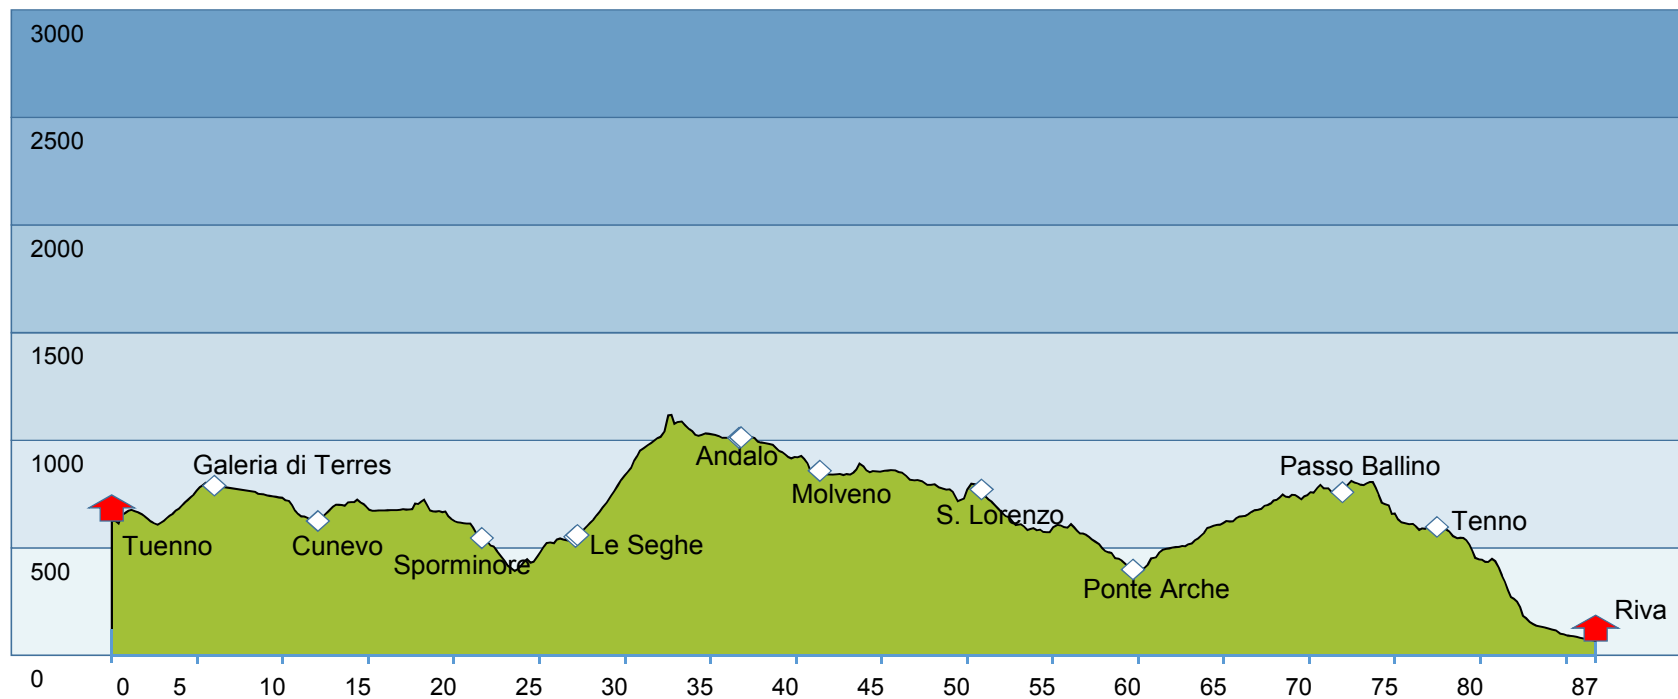 3000
2500
2000
1500
1000
500
0
Galeria di Terres
Tuenno
Cunevo
Sporminore
Le Seghe
Andalo
Molveno
S. Lorenzo
Ponte Arche
Passo Ballino
Tenno
Riva
0 5 10 15 20 25 30 35 40 45 50 55 60 65 70 75 80 87